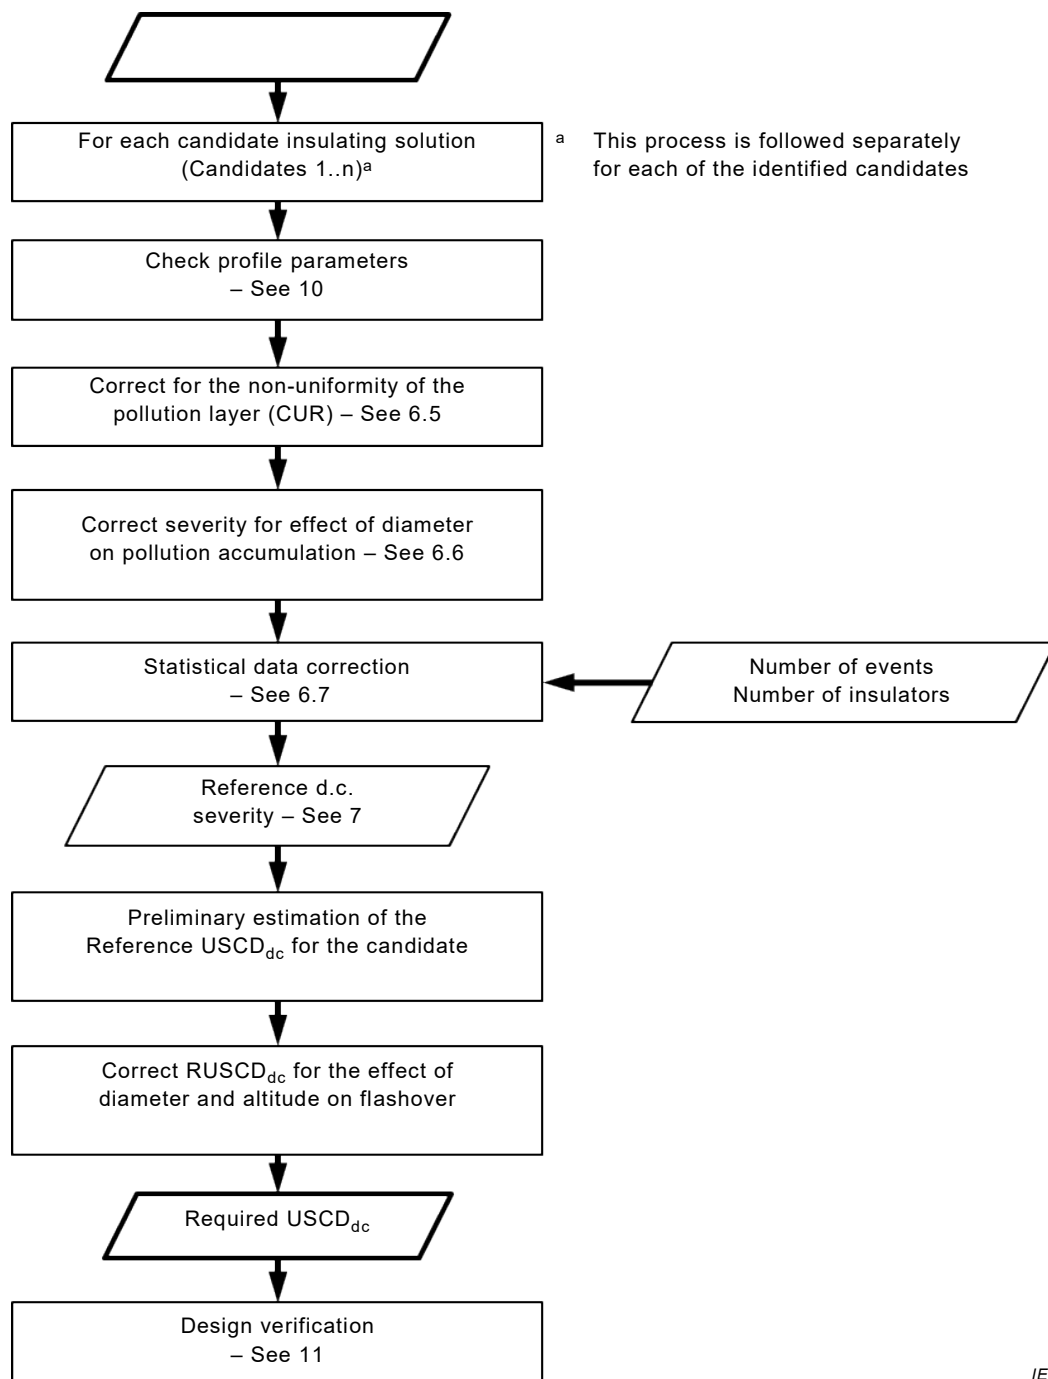 For each candidate insulating solution
(Candidates 1..n)a
a This process is followed separately
for each of the identified candidates
Check profile parameters
– See 10
Correct for the non-uniformity of the
pollution layer (CUR) – See 6.5
Correct severity for effect of diameter
on pollution accumulation – See 6.6
Statistical data correction
– See 6.7
Number of events
Number of insulators
Reference d.c.
severity – See 7
Preliminary estimation of the
Reference USCDdc for the candidate
Correct RUSCDdc for the effect of
diameter and altitude on flashover
Required USCDdc
Design verification
– See 11
IE